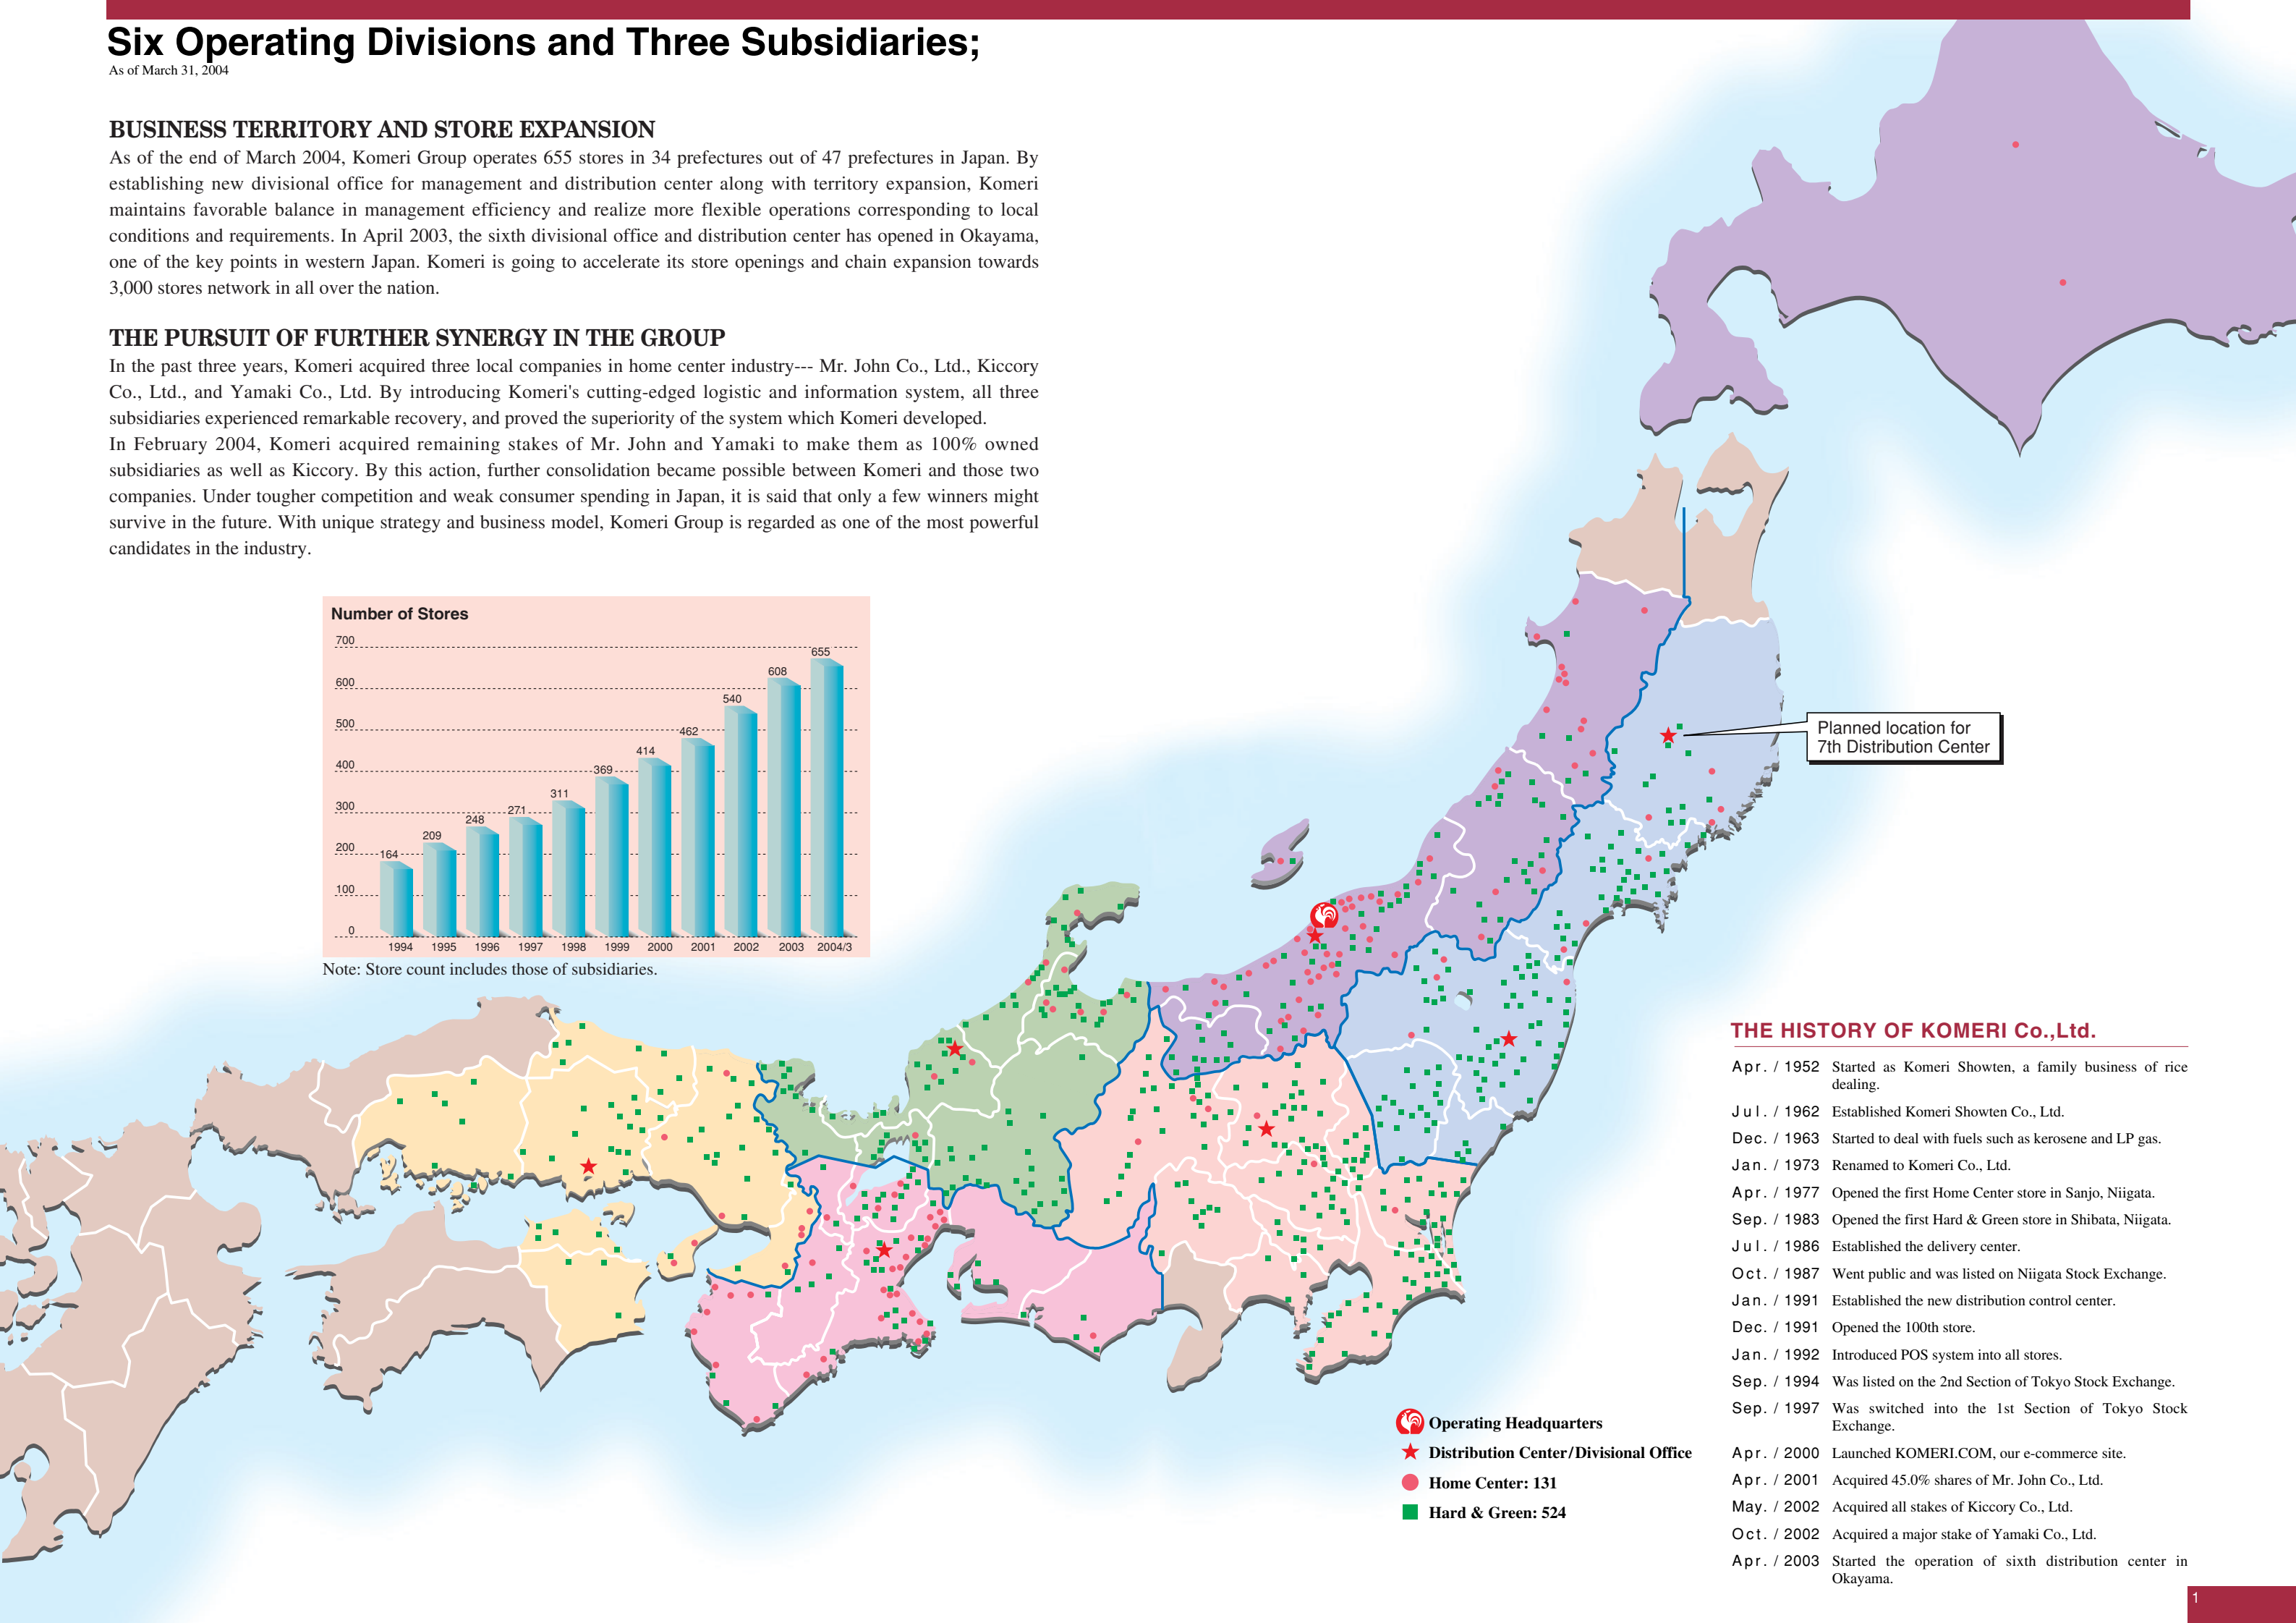 Six Operating Divisions and Three Subsidiaries;
As of March 31, 2004
BUSINESS TERRITORY AND STORE EXPANSION
As of the end of March 2004, Komeri Group operates 655 stores in 34 prefectures out of 47 prefectures in Japan. By
establishing new divisional office for management and distribution center along with territory expansion, Komeri
maintains favorable balance in management efficiency and realize more flexible operations corresponding to local
conditions and requirements. In April 2003, the sixth divisional office and distribution center has opened in Okayama,
one of the key points in western Japan. Komeri is going to accelerate its store openings and chain expansion towards
3,000 stores network in all over the nation.
THE PURSUIT OF FURTHER SYNERGY IN THE GROUP
In the past three years, Komeri acquired three local companies in home center industry--- Mr. John Co., Ltd., Kiccory
Co., Ltd., and Yamaki Co., Ltd. By introducing Komeri's cutting-edged logistic and information system, all three
subsidiaries experienced remarkable recovery, and proved the superiority of the system which Komeri developed.
In February 2004, Komeri acquired remaining stakes of Mr. John and Yamaki to make them as 100% owned
subsidiaries as well as Kiccory. By this action, further consolidation became possible between Komeri and those two
companies. Under tougher competition and weak consumer spending in Japan, it is said that only a few winners might
survive in the future. With unique strategy and business model, Komeri Group is regarded as one of the most powerful
candidates in the industry.
Number of Stores
700
600
500
400
300
200
100
0
164
209
248
271
311
369
414
462
540
608
655
1994 1995 1996 1997 1998 1999 2000 2001 2002 2003 2004/3
Note: Store count includes those of subsidiaries.
Planned location for
7th Distribution Center
Operating Headquarters
Distribution Center/Divisional Office
Home Center: 131
Hard & Green: 524
THE HISTORY OF KOMERI Co.,Ltd.
Apr. / 1952 Started as Komeri Showten, a family business of rice
dealing.
Jul. / 1962 Established Komeri Showten Co., Ltd.
Dec. / 1963 Started to deal with fuels such as kerosene and LP gas.
Jan. / 1973 Renamed to Komeri Co., Ltd.
Apr. / 1977 Opened the first Home Center store in Sanjo, Niigata.
Sep. / 1983 Opened the first Hard & Green store in Shibata, Niigata.
Jul. / 1986 Established the delivery center.
Oct. / 1987 Went public and was listed on Niigata Stock Exchange.
Jan. / 1991 Established the new distribution control center.
Dec. / 1991 Opened the 100th store.
Jan. / 1992 Introduced POS system into all stores.
Sep. / 1994 Was listed on the 2nd Section of Tokyo Stock Exchange.
Sep. / 1997 Was switched into the 1st Section of Tokyo Stock
Exchange.
Apr. / 2000 Launched KOMERI.COM, our e-commerce site.
Apr. / 2001 Acquired 45.0% shares of Mr. John Co., Ltd.
May. / 2002 Acquired all stakes of Kiccory Co., Ltd.
Oct. / 2002 Acquired a major stake of Yamaki Co., Ltd.
Apr. / 2003 Started the operation of sixth distribution center in
Okayama.
1